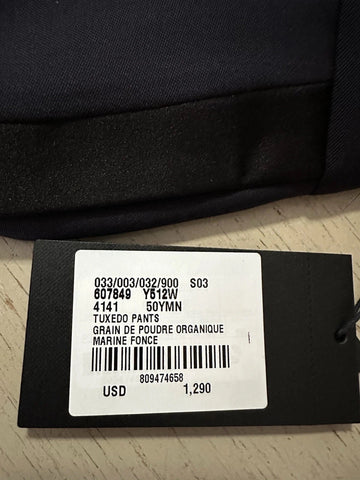 033/003/032/900 S03
607849 Y512W
4141 50YMN
TUXEDO PANTS
GRAIN DE POUDRE ORGANIQUE
MARINE FONCE
809474658
USD 1,290